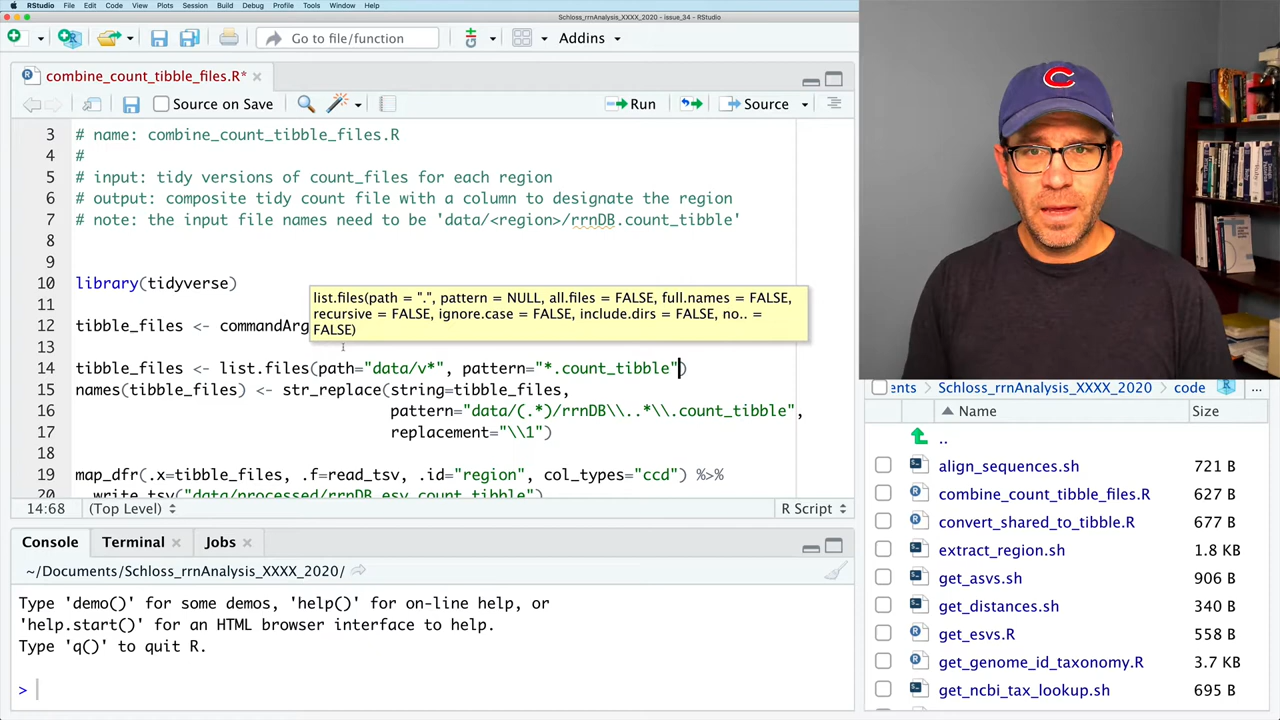 RStudio File Edit Code View Plots Session Build Debug Profile Tools Window Help
Schloss_rrnAnalysis_XXXX_2020 - issue_34 - RStudio
Go to file/function Addins
combine_count_tibble_files.R*
Source on Save Run Source
3 # name: combine_count_tibble_files.R
4 #
5 # input: tidy versions of count_files for each region
6 # output: composite tidy count file with a column to designate the region
7 # note: the input file names need to be 'data/<region>/rrnDB.count_tibble'
8
9
10 library(tidyverse)
11
list.files(path = ".", pattern = NULL, all.files = FALSE, full.names = FALSE,
recursive = FALSE, ignore.case = FALSE, include.dirs = FALSE, no.. =
FALSE)
12 tibble_files <- commandArg
13
14 tibble_files <- list.files(path="data/v*", pattern="*.count_tibble")
15 names(tibble_files) <- str_replace(string=tibble_files,
16 pattern="data/(.*)/rrnDB\\..*\\.count_tibble",
17 replacement="\\1")
18
19 map_dfr(.x=tibble_files, .f=read_tsv, .id="region", col_types="ccd") %>%
20 write_tsv("data/processed/rrnDB.esv.count_tibble")
14:68 (Top Level) R Script
Console Terminal Jobs
~/Documents/Schloss_rrnAnalysis_XXXX_2020/
Type 'demo()' for some demos, 'help()' for on-line help, or
'help.start()' for an HTML browser interface to help.
Type 'q()' to quit R.
>
C
ents Schloss_rrnAnalysis_XXXX_2020 code ...
Name Size
..
align_sequences.sh 721 B
combine_count_tibble_files.R 627 B
convert_shared_to_tibble.R 677 B
extract_region.sh 1.8 KB
get_asvs.sh 906 B
get_distances.sh 340 B
get_esvs.R 558 B
get_genome_id_taxonomy.R 3.7 KB
get_ncbi_tax_lookup.sh 695 B